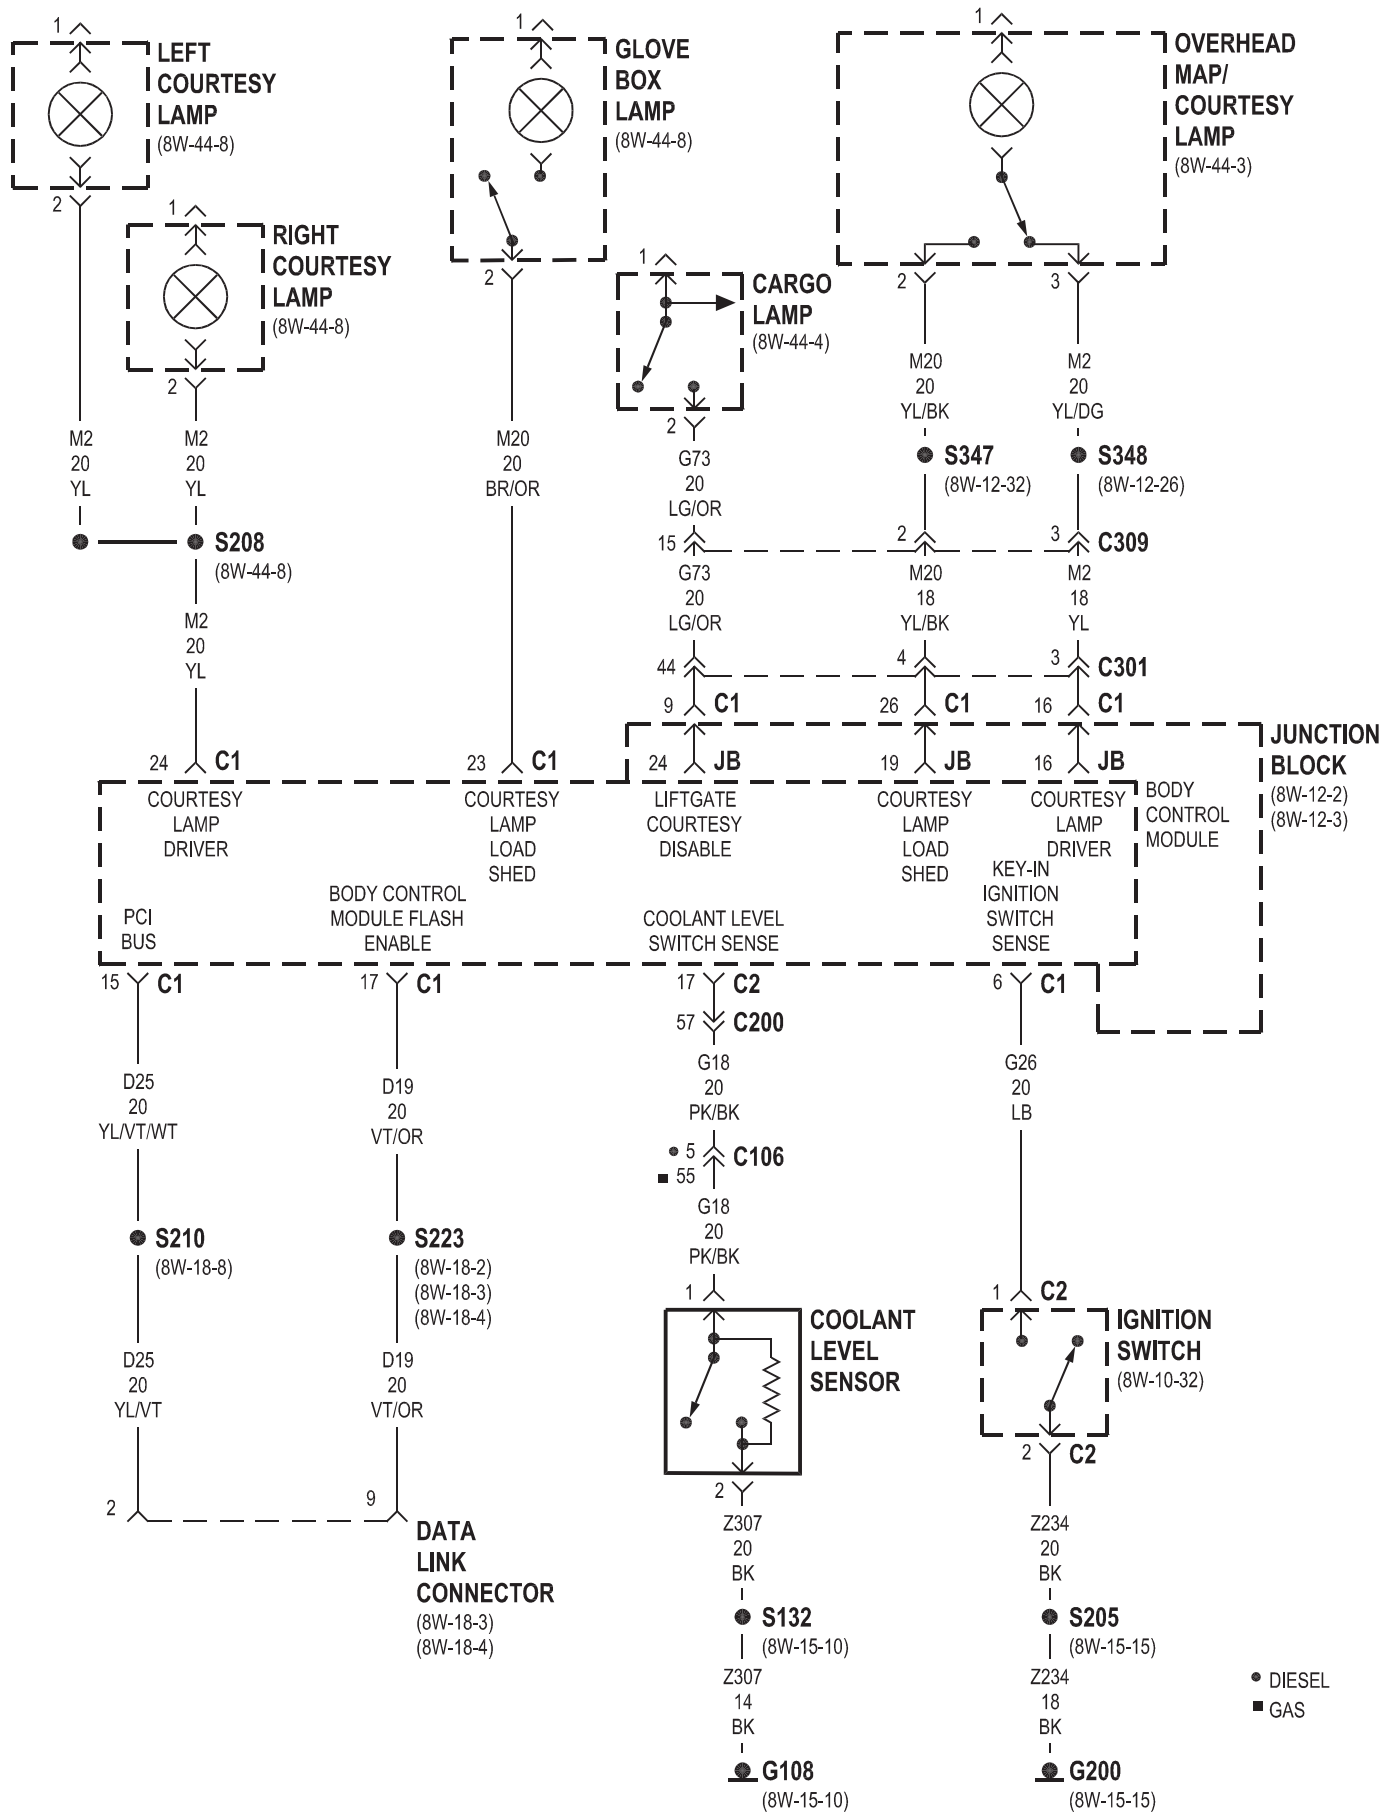 1
LEFT
COURTESY
LAMP
(8W-44-8)
2
1
RIGHT
COURTESY
LAMP
(8W-44-8)
2
1
GLOVE
BOX
LAMP
(8W-44-8)
2
1
CARGO
LAMP
(8W-44-4)
2
1
OVERHEAD
MAP/
COURTESY
LAMP
(8W-44-3)
2
3
M2
20
YL
M2
20
YL
S208
(8W-44-8)
M2
20
YL
M20
20
BR/OR
G73
20
LG/OR
M20
20
YL/BK
M2
20
YL/DG
S347
(8W-12-32)
S348
(8W-12-26)
15
2
3
C309
G73
20
LG/OR
M20
18
YL/BK
M2
18
YL
44
4
3
C301
9
C1
26
C1
16
C1
24
C1
23
C1
24
JB
19
JB
16
JB
JUNCTION
BLOCK
(8W-12-2)
(8W-12-3)
COURTESY
LAMP
DRIVER
COURTESY
LAMP
LOAD
SHED
LIFTGATE
COURTESY
DISABLE
COURTESY
LAMP
LOAD
SHED
COURTESY
LAMP
DRIVER
BODY
CONTROL
MODULE
PCI
BUS
BODY CONTROL
MODULE FLASH
ENABLE
COOLANT LEVEL
SWITCH SENSE
KEY-IN
IGNITION
SWITCH
SENSE
15
C1
17
C1
17
C2
6
C1
57
C200
D25
20
YL/VT/WT
D19
20
VT/OR
G18
20
PK/BK
G26
20
LB
5
55
C106
G18
20
PK/BK
S210
(8W-18-8)
S223
(8W-18-2)
(8W-18-3)
(8W-18-4)
D25
20
YL/VT
D19
20
VT/OR
1
COOLANT
LEVEL
SENSOR
2
1
C2
IGNITION
SWITCH
(8W-10-32)
2
C2
2
9
DATA
LINK
CONNECTOR
(8W-18-3)
(8W-18-4)
Z307
20
BK
S132
(8W-15-10)
Z307
14
BK
G108
(8W-15-10)
Z234
20
BK
S205
(8W-15-15)
Z234
18
BK
G200
(8W-15-15)
DIESEL
GAS